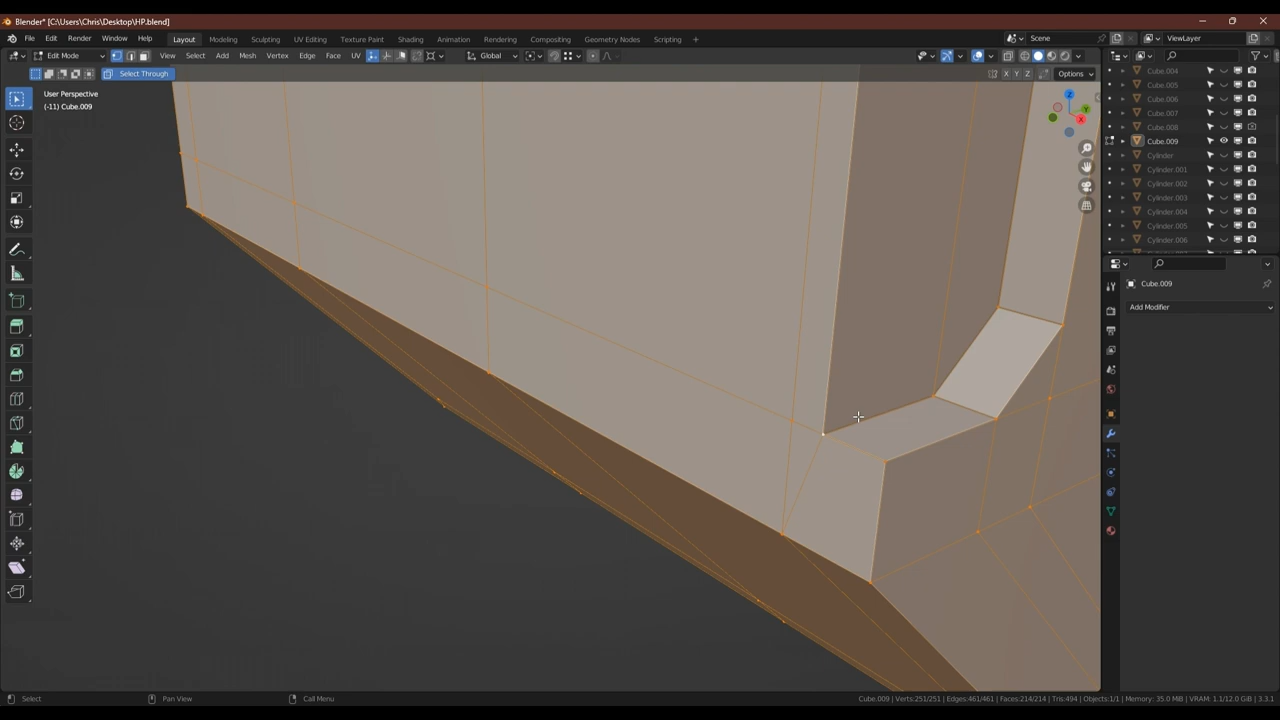 Blender* [C:\Users\Chris\Desktop\HP.blend]
File Edit Render Window Help Layout Modeling Sculpting UV Editing Texture Paint Shading Animation Rendering Compositing Geometry Nodes Scripting + Scene ViewLayer
Edit Mode View Select Add Mesh Vertex Edge Face UV Global
Select Through X Y Z Options
User Perspective
(-11) Cube.009
Z
Y
X
Cube.004
Cube.005
Cube.006
Cube.007
Cube.008
Cube.009
Cylinder
Cylinder.001
Cylinder.002
Cylinder.003
Cylinder.004
Cylinder.005
Cylinder.006
Cube.009
Add Modifier
Select Pan View Call Menu Cube.009 | Verts:251/251 | Edges:461/461 | Faces:214/214 | Tris:494 | Objects:1/1 | Memory: 35.0 MiB | VRAM: 1.1/12.0 GiB | 3.3.1